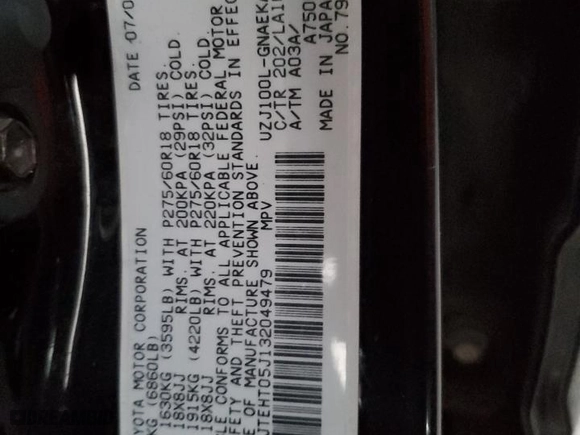 DATE 07/0
YOTA MOTOR CORPORATION
KG (6860LB)
1630KG (3595LB) WITH P275/60R18 TIRES.
18X8JJ RIMS. AT 200KPA (29PSI) COLD.
1915KG (4220LB) WITH P275/60R18 TIRES.
18X8JJ RIMS. AT 220KPA (32PSI) COLD.
LE CONFORMS TO ALL APPLICABLE FEDERAL MOTOR
FETY AND THEFT PREVENTION STANDARDS IN EFFEC
E OF MANUFACTURE SHOWN ABOVE.
JTEHT05J132049479 MPV
UZJ100L-GNAEK
C/TR 202/LA1
A/TM A03A/ A750
MADE IN JAPAN
NO.79